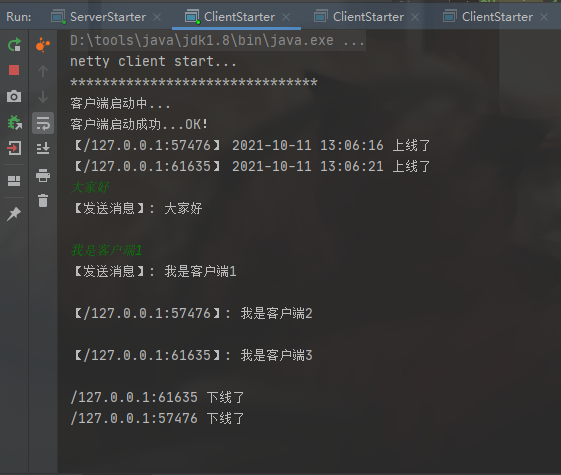 Run: ServerStarter × ClientStarter × ClientStarter × ClientStarter ×
D:\tools\java\jdk1.8\bin\java.exe ...
netty client start...
*******************************
客户端启动中...
客户端启动成功...OK!
【/127.0.0.1:57476】 2021-10-11 13:06:16 上线了
【/127.0.0.1:61635】 2021-10-11 13:06:21 上线了
大家好
【发送消息】: 大家好
我是客户端1
【发送消息】: 我是客户端1
【/127.0.0.1:57476】: 我是客户端2
【/127.0.0.1:61635】: 我是客户端3
/127.0.0.1:61635 下线了
/127.0.0.1:57476 下线了